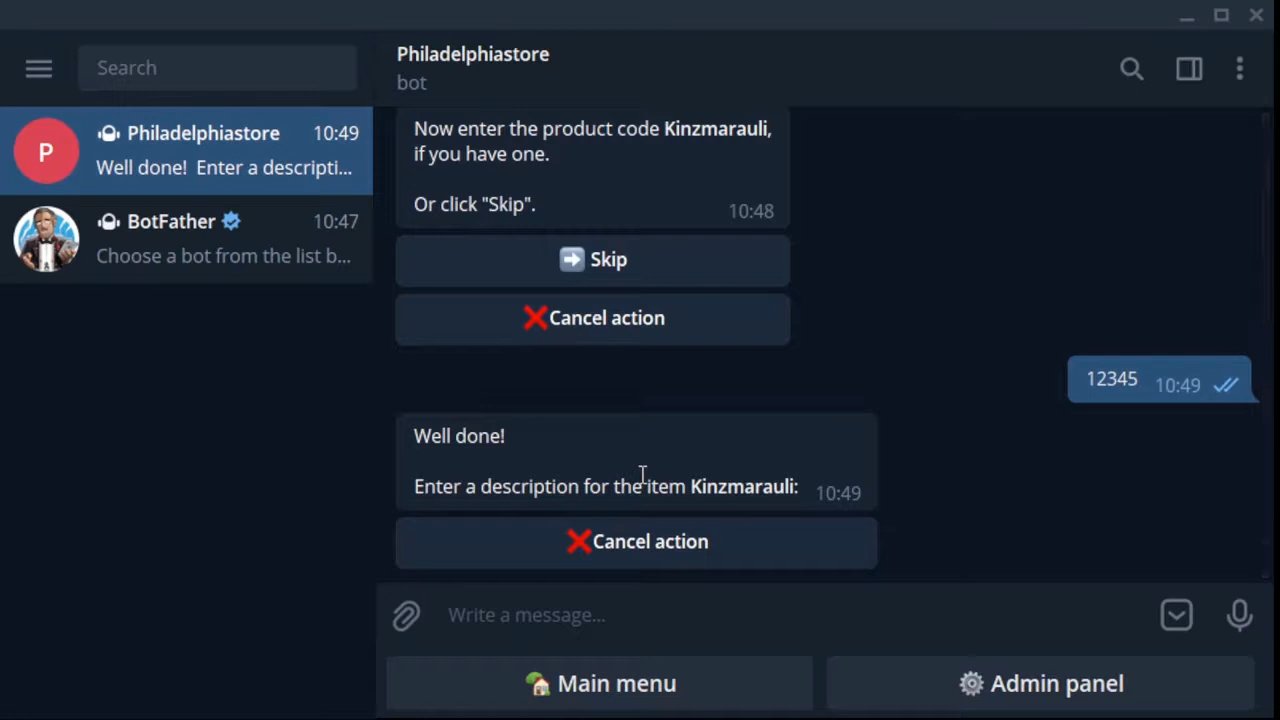 Search
Philadelphiastore
bot
P
Philadelphiastore 10:49
Well done! Enter a descripti...
BotFather 10:47
Choose a bot from the list b...
Now enter the product code Kinzmarauli,
if you have one.
Or click "Skip".
10:48
Skip
Cancel action
12345 10:49
Well done!
Enter a description for the item Kinzmarauli: 10:49
Cancel action
Write a message...
Main menu
Admin panel